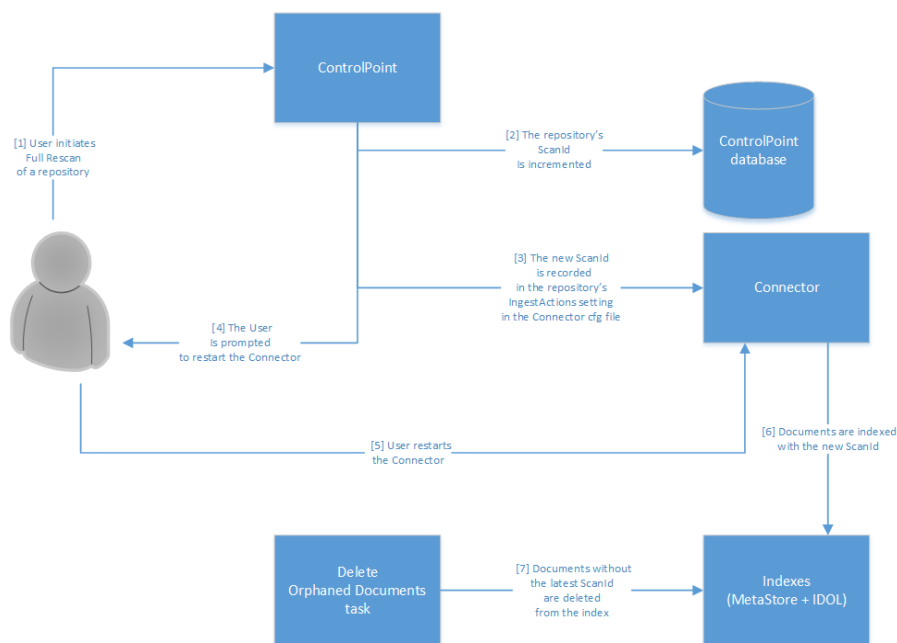 ControlPoint
[1] User initiates
Full Rescan
of a repository
[2] The repository's
ScanId
Is incremented
ControlPoint
database
[3] The new ScanId
is recorded
in the repository's
IngestActions setting
in the Connector cfg file
Connector
[4] The User
Is prompted
to restart the Connector
[5] User restarts
the Connector
[6] Documents are indexed
with the new ScanId
Delete
Orphaned Documents
task
[7] Documents without
the latest ScanId
are deleted
from the index
Indexes
(MetaStore + IDOL)